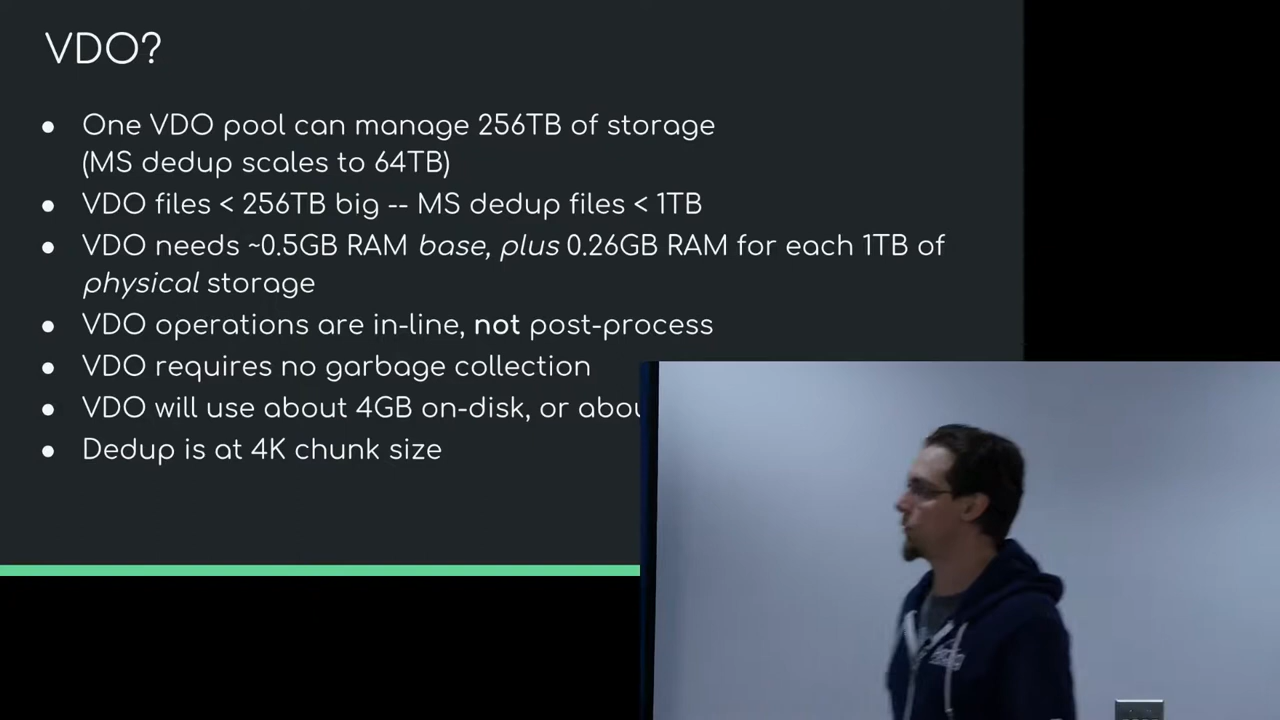 VDO?
● One VDO pool can manage 256TB of storage
(MS dedup scales to 64TB)
● VDO files < 256TB big -- MS dedup files < 1TB
● VDO needs ~0.5GB RAM base, plus 0.26GB RAM for each 1TB of
physical storage
● VDO operations are in-line, not post-process
● VDO requires no garbage collection
● VDO will use about 4GB on-disk, or
● Dedup is at 4K chunk size